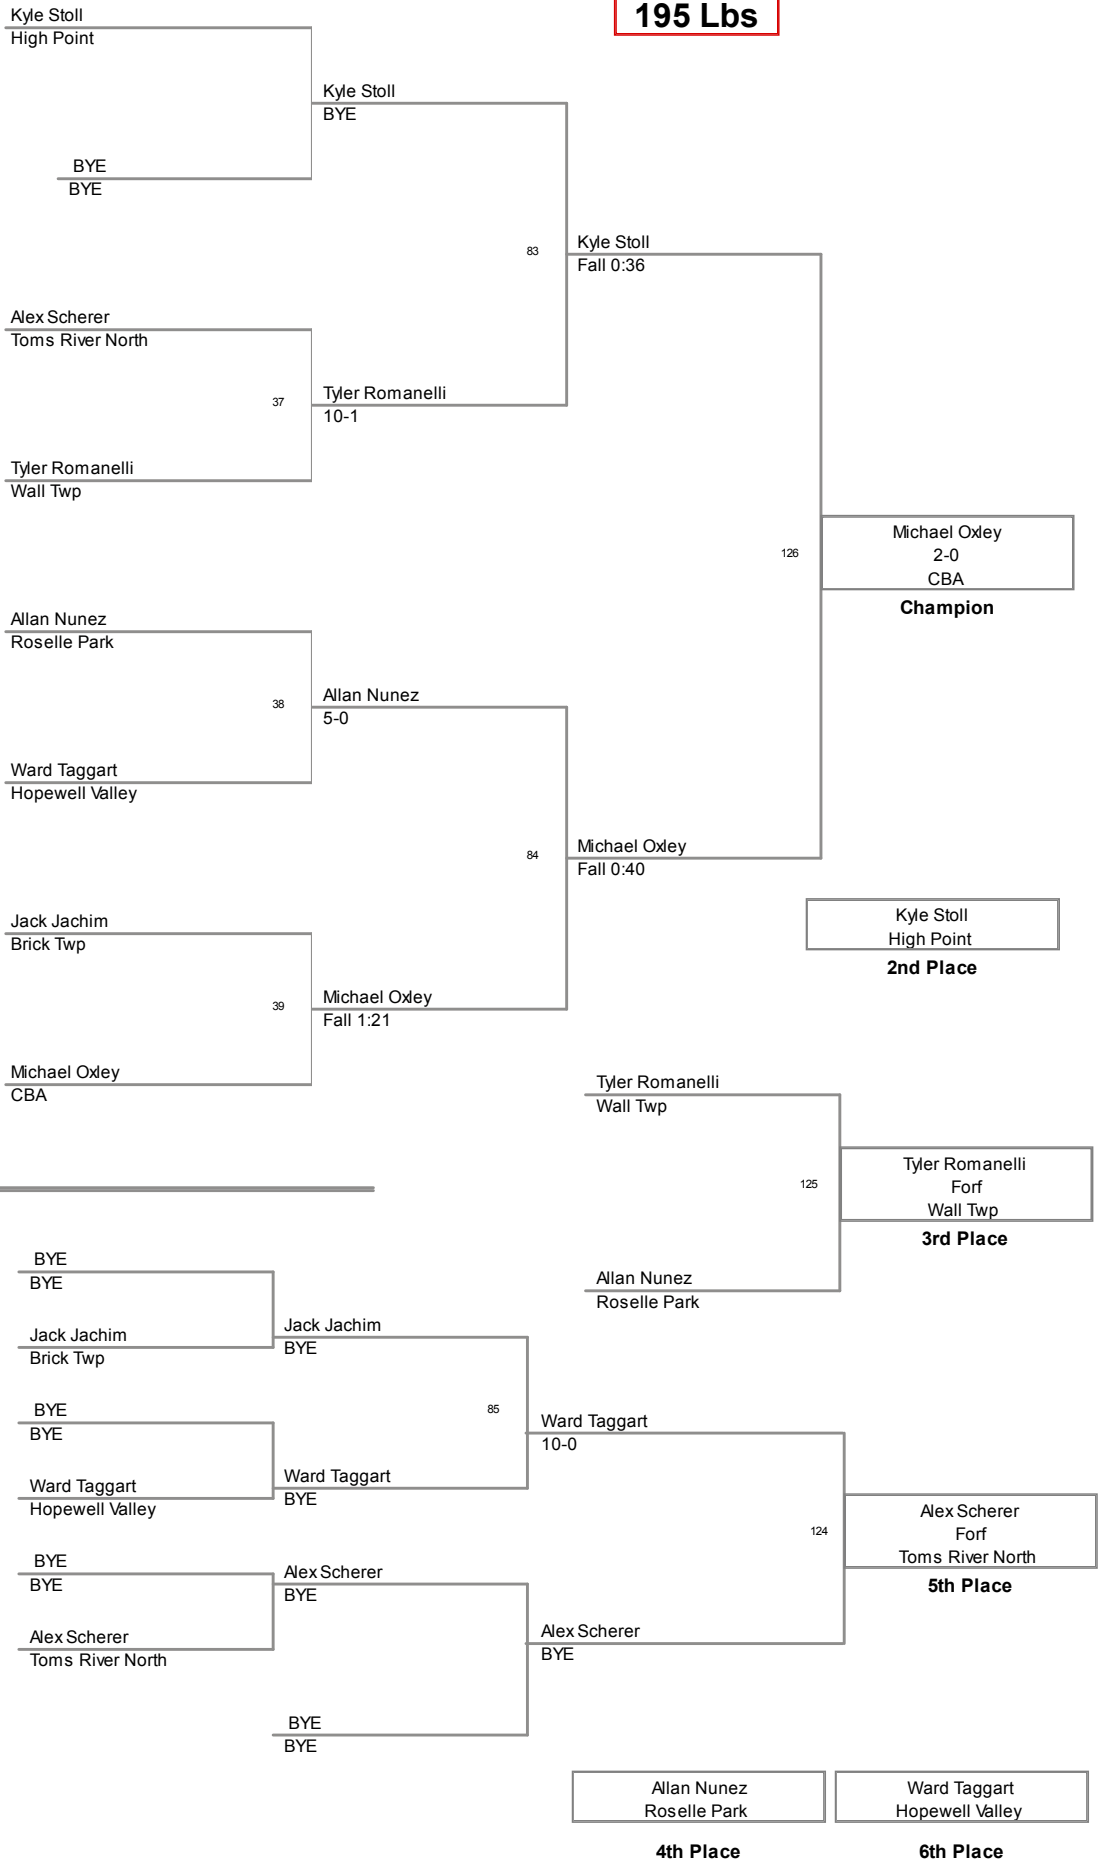 195 Lbs
Kyle Stoll
High Point
Kyle Stoll
BYE
BYE
BYE
83
Kyle Stoll
Fall 0:36
Alex Scherer
Toms River North
37
Tyler Romanelli
10-1
Tyler Romanelli
Wall Twp
126
Michael Oxley
2-0
CBA
Champion
Allan Nunez
Roselle Park
38
Allan Nunez
5-0
Ward Taggart
Hopewell Valley
84
Michael Oxley
Fall 0:40
Jack Jachim
Brick Twp
Kyle Stoll
High Point
2nd Place
39
Michael Oxley
Fall 1:21
Michael Oxley
CBA
Tyler Romanelli
Wall Twp
125
Tyler Romanelli
Forf
Wall Twp
3rd Place
Allan Nunez
Roselle Park
BYE
BYE
Jack Jachim
Brick Twp
Jack Jachim
BYE
BYE
BYE
85
Ward Taggart
10-0
Ward Taggart
Hopewell Valley
Ward Taggart
BYE
124
Alex Scherer
Forf
Toms River North
5th Place
BYE
BYE
Alex Scherer
BYE
Alex Scherer
Toms River North
Alex Scherer
BYE
BYE
BYE
Allan Nunez
Roselle Park
4th Place
Ward Taggart
Hopewell Valley
6th Place